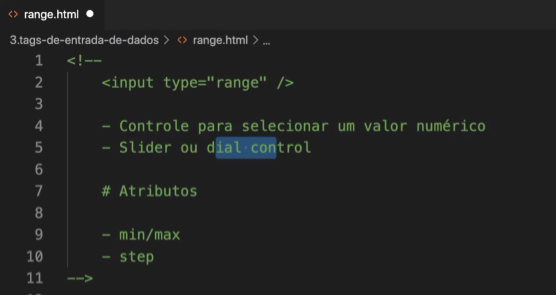 <> range.html ●
3.tags-de-entrada-de-dados > <> range.html > ...
1 <!--
2 <input type="range" />
3
4 - Controle para selecionar um valor numérico
5 - Slider ou dial control
6
7 # Atributos
8
9 - min/max
10 - step
11 -->